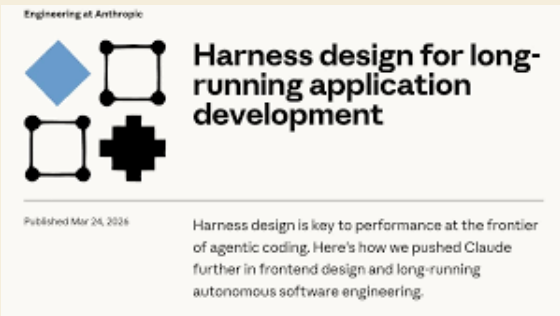 Engineering at Anthropic
Harness design for long-
running application
development
Published Mar 24, 2026
Harness design is key to performance at the frontier
of agentic coding. Here's how we pushed Claude
further in frontend design and long-running
autonomous software engineering.